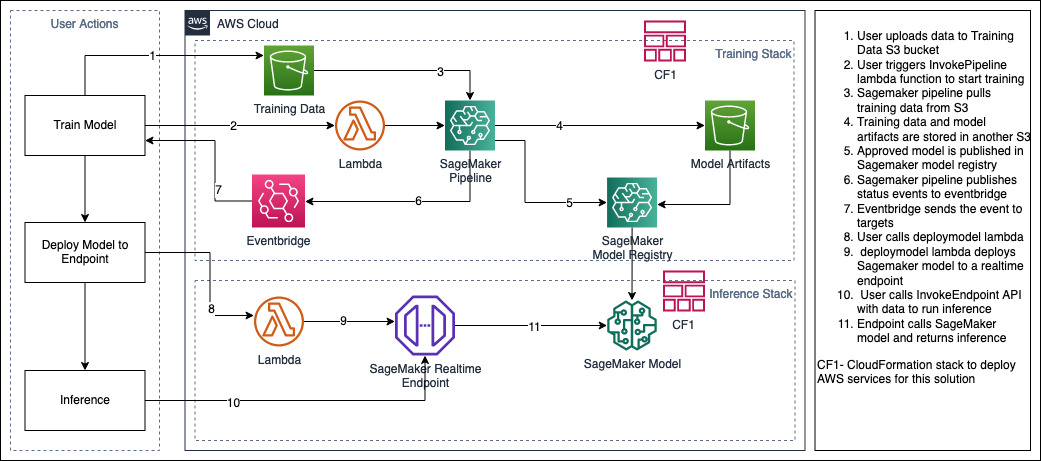 User Actions
aws
AWS Cloud
Training Stack
CF1
1
Training Data
3
Train Model
2
Lambda
SageMaker
Pipeline
4
Model Artifacts
7
Eventbridge
6
5
SageMaker
Model Registry
Deploy Model to
Endpoint
Inference Stack
CF1
8
Lambda
9
SageMaker Realtime
Endpoint
11
SageMaker Model
Inference
10
1. User uploads data to Training
Data S3 bucket
2. User triggers InvokePipeline
lambda function to start training
3. Sagemaker pipeline pulls
training data from S3
4. Training data and model
artifacts are stored in another S3
5. Approved model is published in
Sagemaker model registry
6. Sagemaker pipeline publishes
status events to eventbridge
7. Eventbridge sends the event to
targets
8. User calls deploymodel lambda
9. deploymodel lambda deploys
Sagemaker model to a realtime
endpoint
10. User calls InvokeEndpoint API
with data to run inference
11. Endpoint calls SageMaker
model and returns inference
CF1- CloudFormation stack to deploy
AWS services for this solution